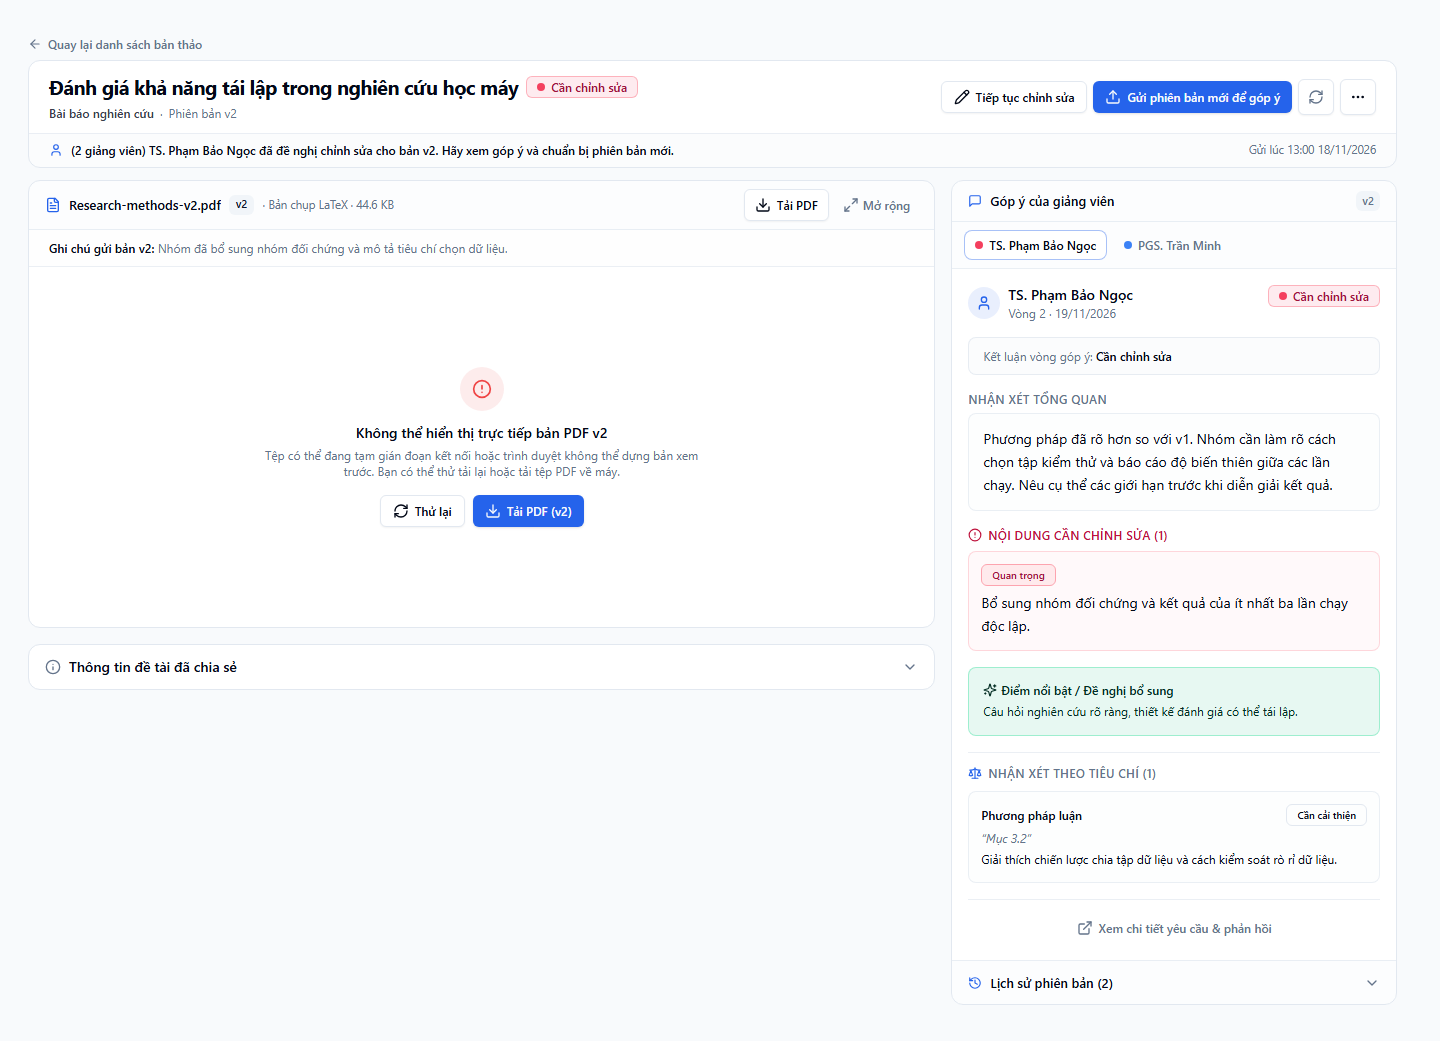 Quay lại danh sách bản thảo
Đánh giá khả năng tái lập trong nghiên cứu học máy
Cần chỉnh sửa
Bài báo nghiên cứu · Phiên bản v2
Tiếp tục chỉnh sửa
Gửi phiên bản mới để góp ý
(2 giảng viên) TS. Phạm Bảo Ngọc đã đề nghị chỉnh sửa cho bản v2. Hãy xem góp ý và chuẩn bị phiên bản mới.
Gửi lúc 13:00 18/11/2026
Research-methods-v2.pdf
v2
· Bản chụp LaTeX · 44.6 KB
Tải PDF
Mở rộng
Ghi chú gửi bản v2: Nhóm đã bổ sung nhóm đối chứng và mô tả tiêu chí chọn dữ liệu.
Không thể hiển thị trực tiếp bản PDF v2
Tệp có thể đang tạm gián đoạn kết nối hoặc trình duyệt không thể dựng bản xem
trước. Bạn có thể thử tải lại hoặc tải tệp PDF về máy.
Thử lại
Tải PDF (v2)
Thông tin đề tài đã chia sẻ
Góp ý của giảng viên
v2
TS. Phạm Bảo Ngọc
PGS. Trần Minh
TS. Phạm Bảo Ngọc
Vòng 2 · 19/11/2026
Cần chỉnh sửa
Kết luận vòng góp ý: Cần chỉnh sửa
NHẬN XÉT TỔNG QUAN
Phương pháp đã rõ hơn so với v1. Nhóm cần làm rõ cách
chọn tập kiểm thử và báo cáo độ biến thiên giữa các lần
chạy. Nêu cụ thể các giới hạn trước khi diễn giải kết quả.
NỘI DUNG CẦN CHỈNH SỬA (1)
Quan trọng
Bổ sung nhóm đối chứng và kết quả của ít nhất ba lần chạy
độc lập.
Điểm nổi bật / Đề nghị bổ sung
Câu hỏi nghiên cứu rõ ràng, thiết kế đánh giá có thể tái lập.
NHẬN XÉT THEO TIÊU CHÍ (1)
Phương pháp luận
Cần cải thiện
"Mục 3.2"
Giải thích chiến lược chia tập dữ liệu và cách kiểm soát rò rỉ dữ liệu.
Xem chi tiết yêu cầu & phản hồi
Lịch sử phiên bản (2)